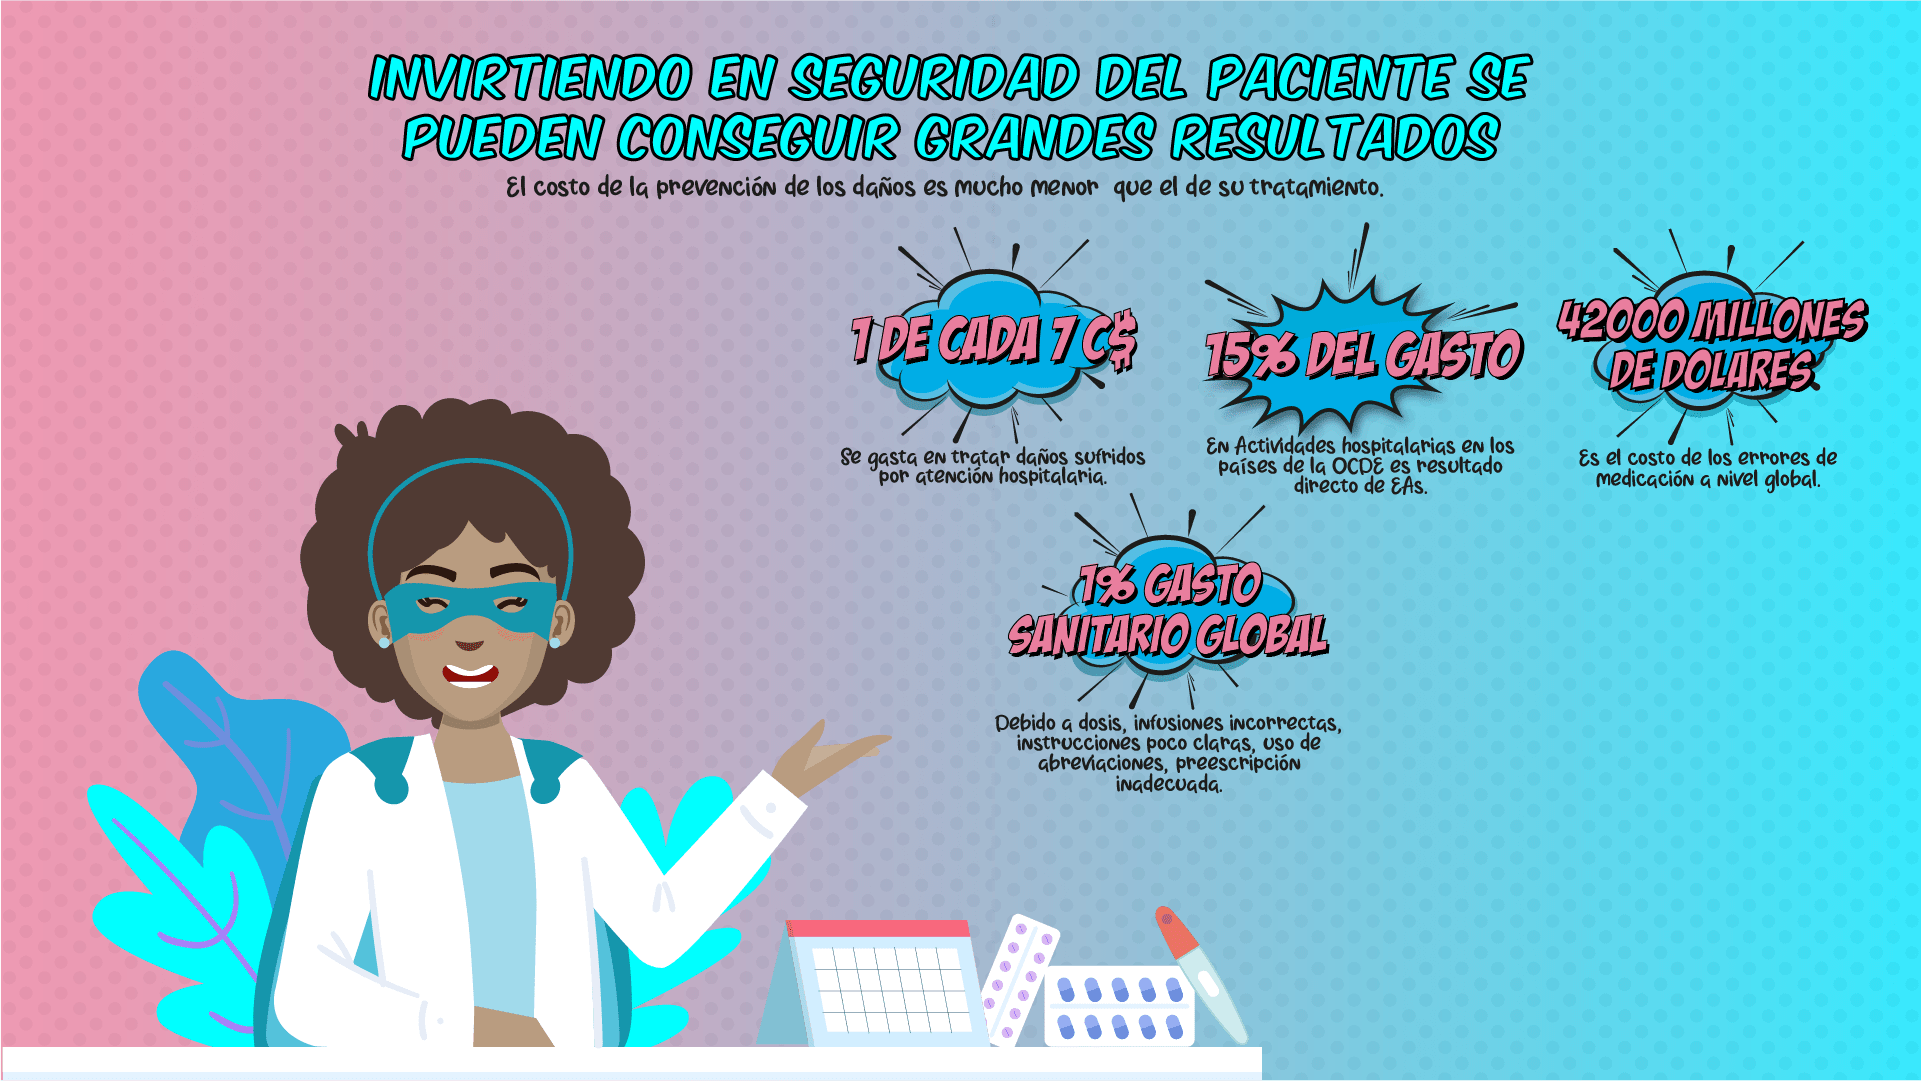 INVIRTIENDO EN SEGURIDAD DEL PACIENTE SE
PUEDEN CONSEGUIR GRANDES RESULTADOS
El costo de la prevención de los daños es mucho menor que el de su tratamiento.
1 DE CADA 7 C$
Se gasta en tratar daños sufridos
por atención hospitalaria.
15% DEL GASTO
En Actividades hospitalarias en los
países de la OCDE es resultado
directo de EAs.
42000 MILLONES
DE DOLARES
Es el costo de los errores de
medicación a nivel global.
1% GASTO
SANITARIO GLOBAL
Debido a dosis, infusiones incorrectas,
instrucciones poco claras, uso de
abreviaciones, preescripción
inadecuada.